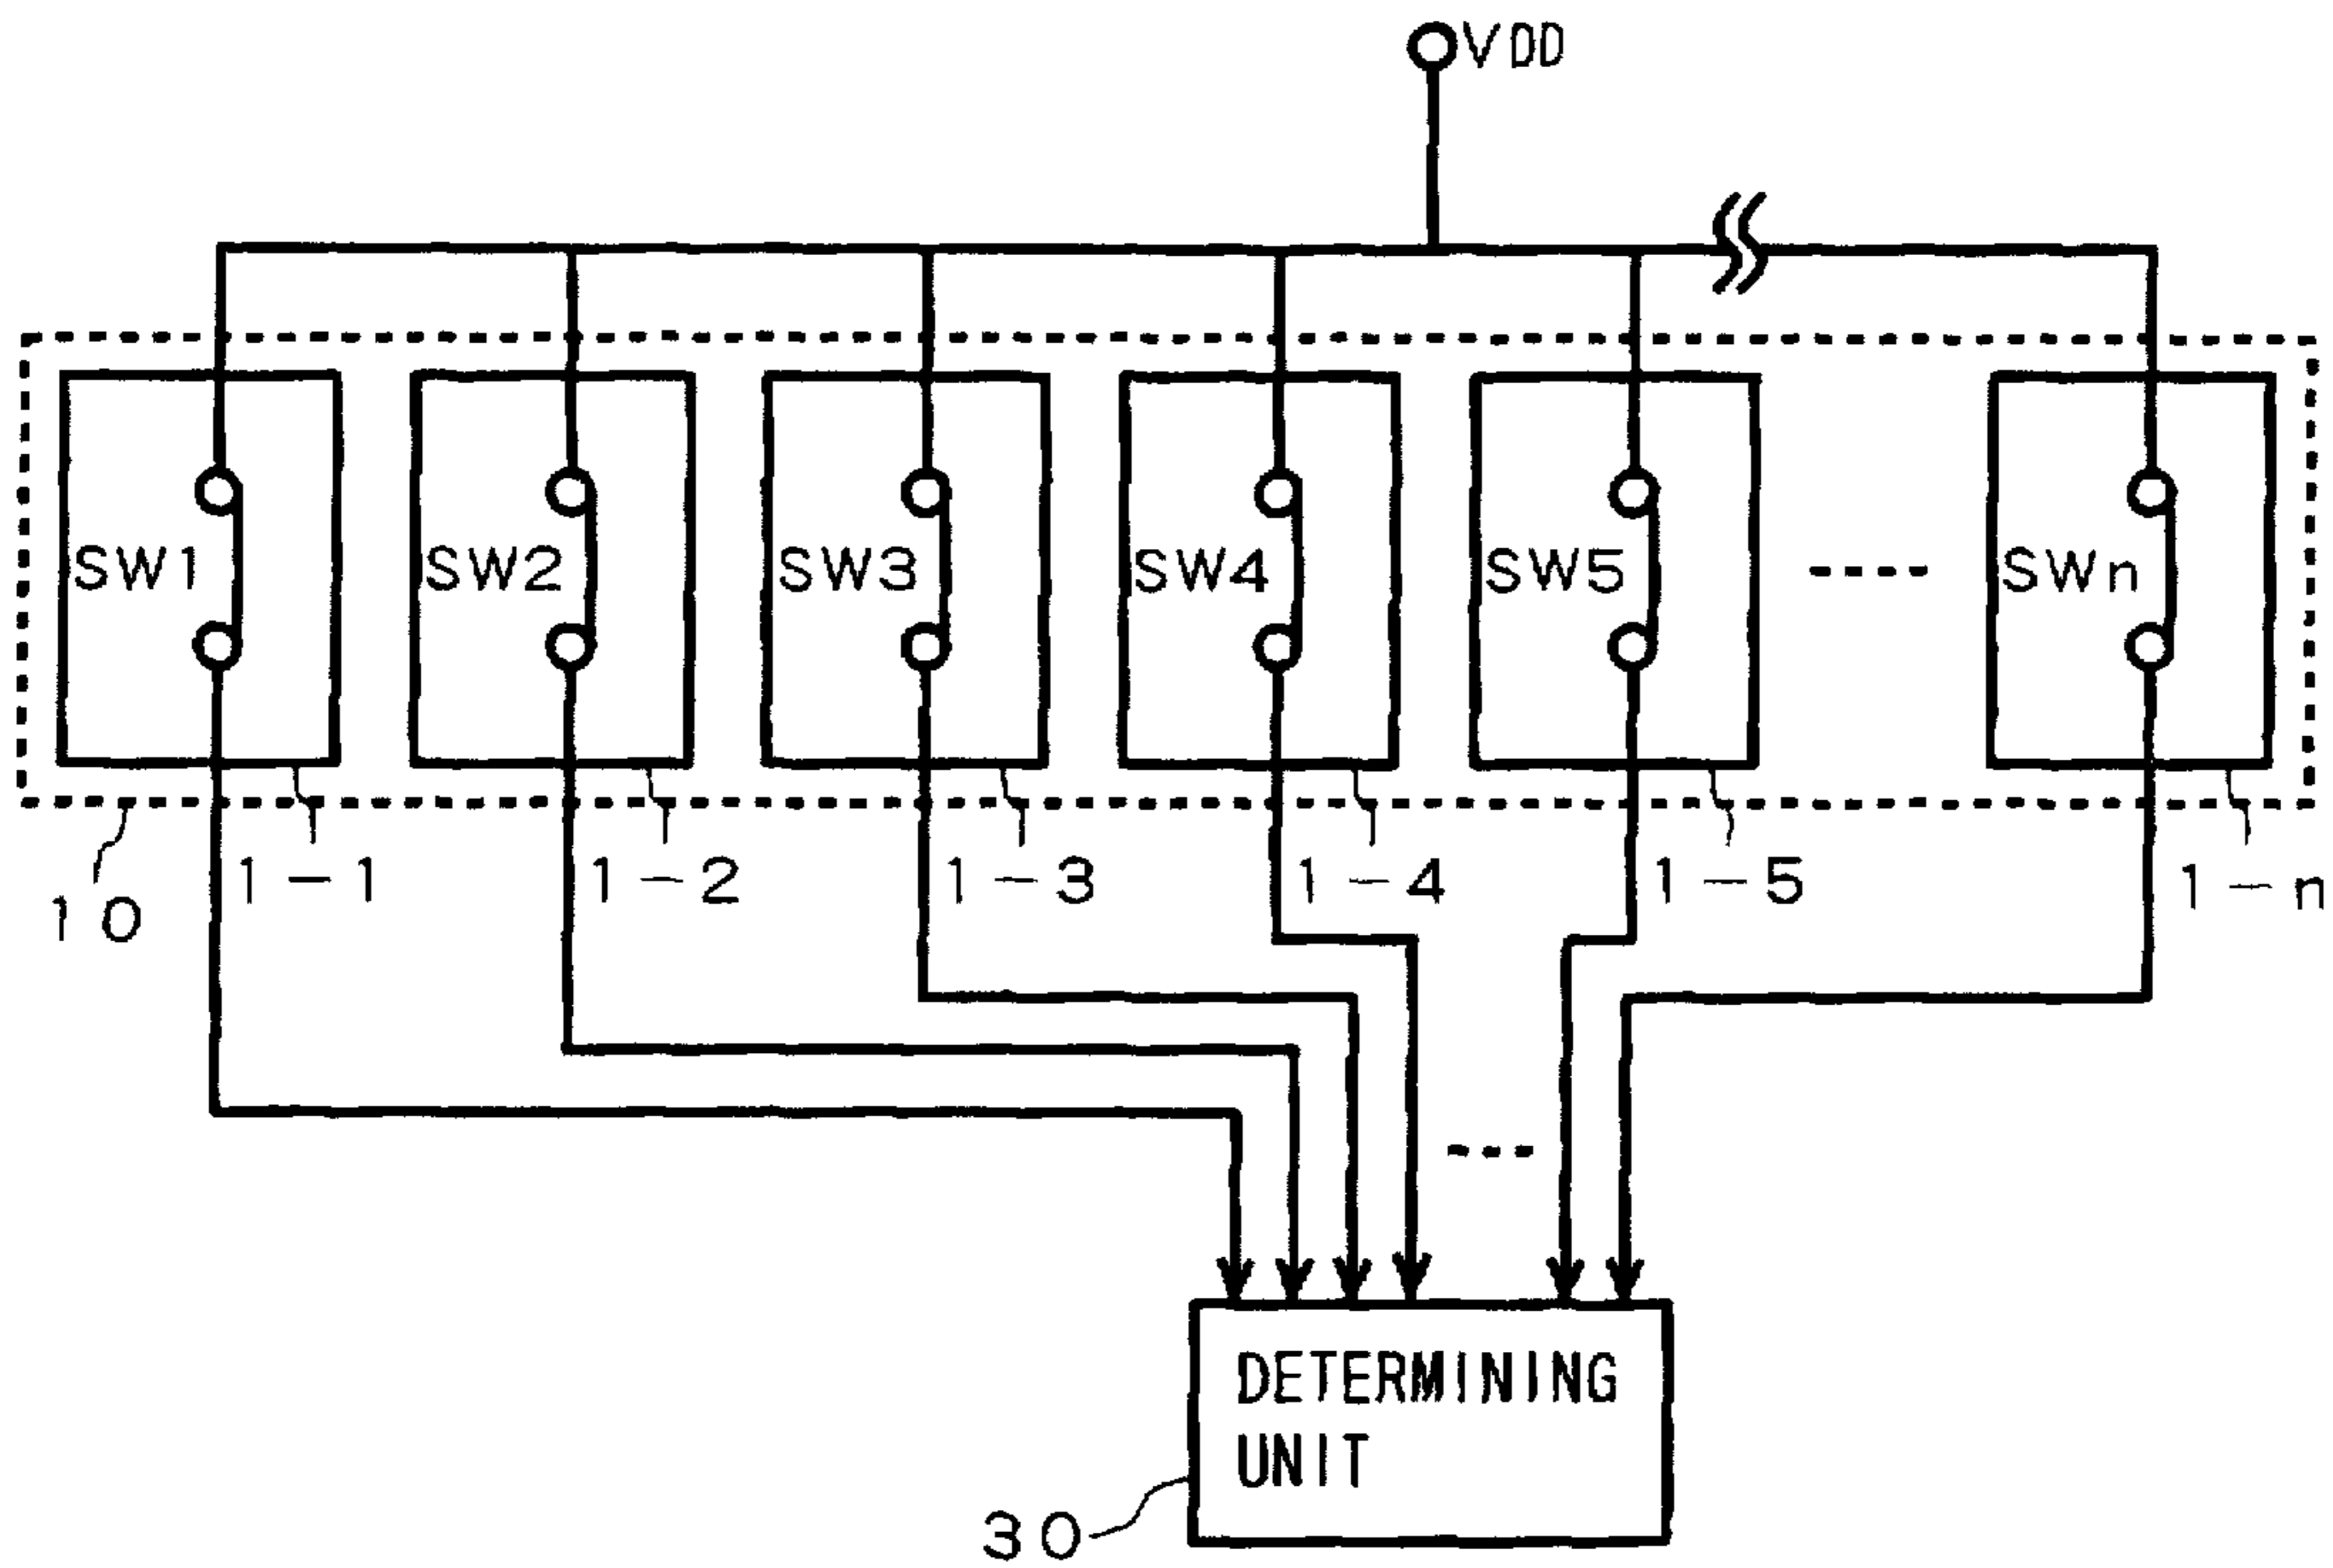 VDD
SW1
SW2
SW3
SW4
SW5
SWn
1-1
1-2
1-3
1-4
1-5
1-n
10
DETERMINING
UNIT
30